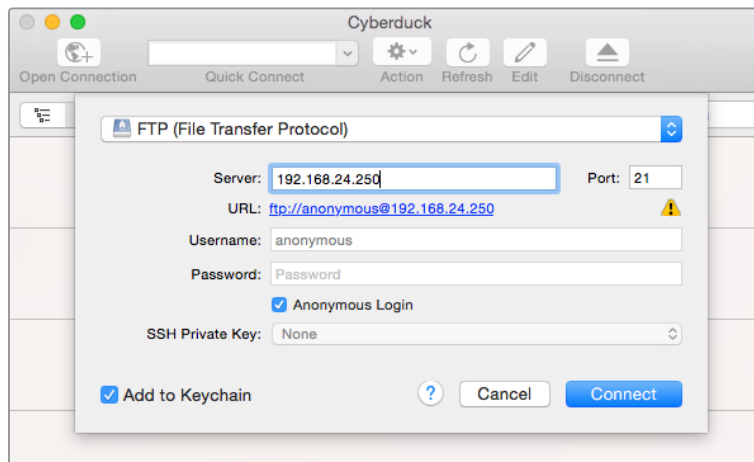 Cyberduck
Open Connection Quick Connect Action Refresh Edit Disconnect
FTP (File Transfer Protocol)
Server: 192.168.24.250 Port: 21
URL: ftp://anonymous@192.168.24.250
Username: anonymous
Password: Password
Anonymous Login
SSH Private Key: None
Add to Keychain ? Cancel Connect